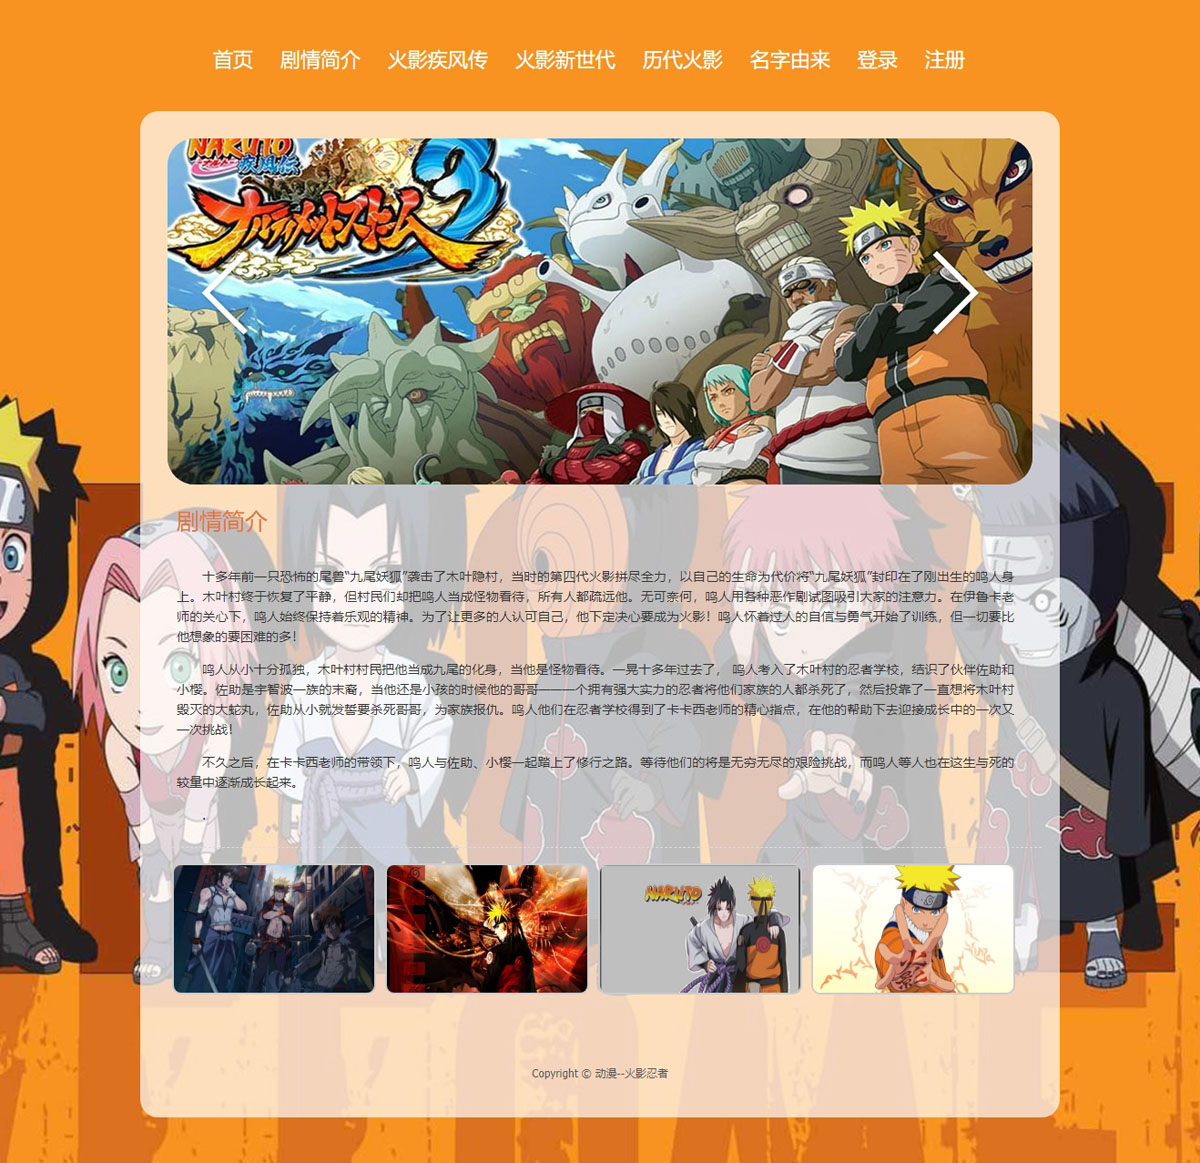 首页 剧情简介 火影疾风传 火影新世代 历代火影 名字由来 登录 注册
NARUTO
ナルト
疾風伝
ナルティメットストーム3
剧情简介
十多年前一只恐怖的尾兽“九尾妖狐”袭击了木叶隐村，当时的第四代火影拼尽全力，以自己的生命为代价将“九尾妖狐”封印在了刚出生的鸣人身
上。木叶村终于恢复了平静，但村民们却把鸣人当成怪物看待，所有人都疏远他。无可奈何，鸣人用各种恶作剧试图吸引大家的注意力。在伊鲁卡老
师的关心下，鸣人始终保持着乐观的精神。为了让更多的人认可自己，他下定决心要成为火影！鸣人怀着过人的自信与勇气开始了训练，但一切要比
他想象的要困难的多！
鸣人从小十分孤独，木叶村村民把他当成九尾的化身，当他是怪物看待。一晃十多年过去了， 鸣人考入了木叶村的忍者学校，结识了伙伴佐助和
小樱。佐助是宇智波一族的末裔，当他还是小孩的时候他的哥哥一一一个拥有强大实力的忍者将他们家族的人都杀死了，然后投靠了一直想将木叶村
毁灭的大蛇丸，佐助从小就发誓要杀死哥哥，为家族报仇。鸣人他们在忍者学校得到了卡卡西老师的精心指点，在他的帮助下去迎接成长中的一次又
一次挑战！
不久之后，在卡卡西老师的带领下，鸣人与佐助、小樱一起踏上了修行之路。等待他们的将是无穷无尽的艰险挑战，而鸣人等人也在这生与死的
较量中逐渐成长起来。
.
NARUTO
火影
Copyright © 动漫--火影忍者